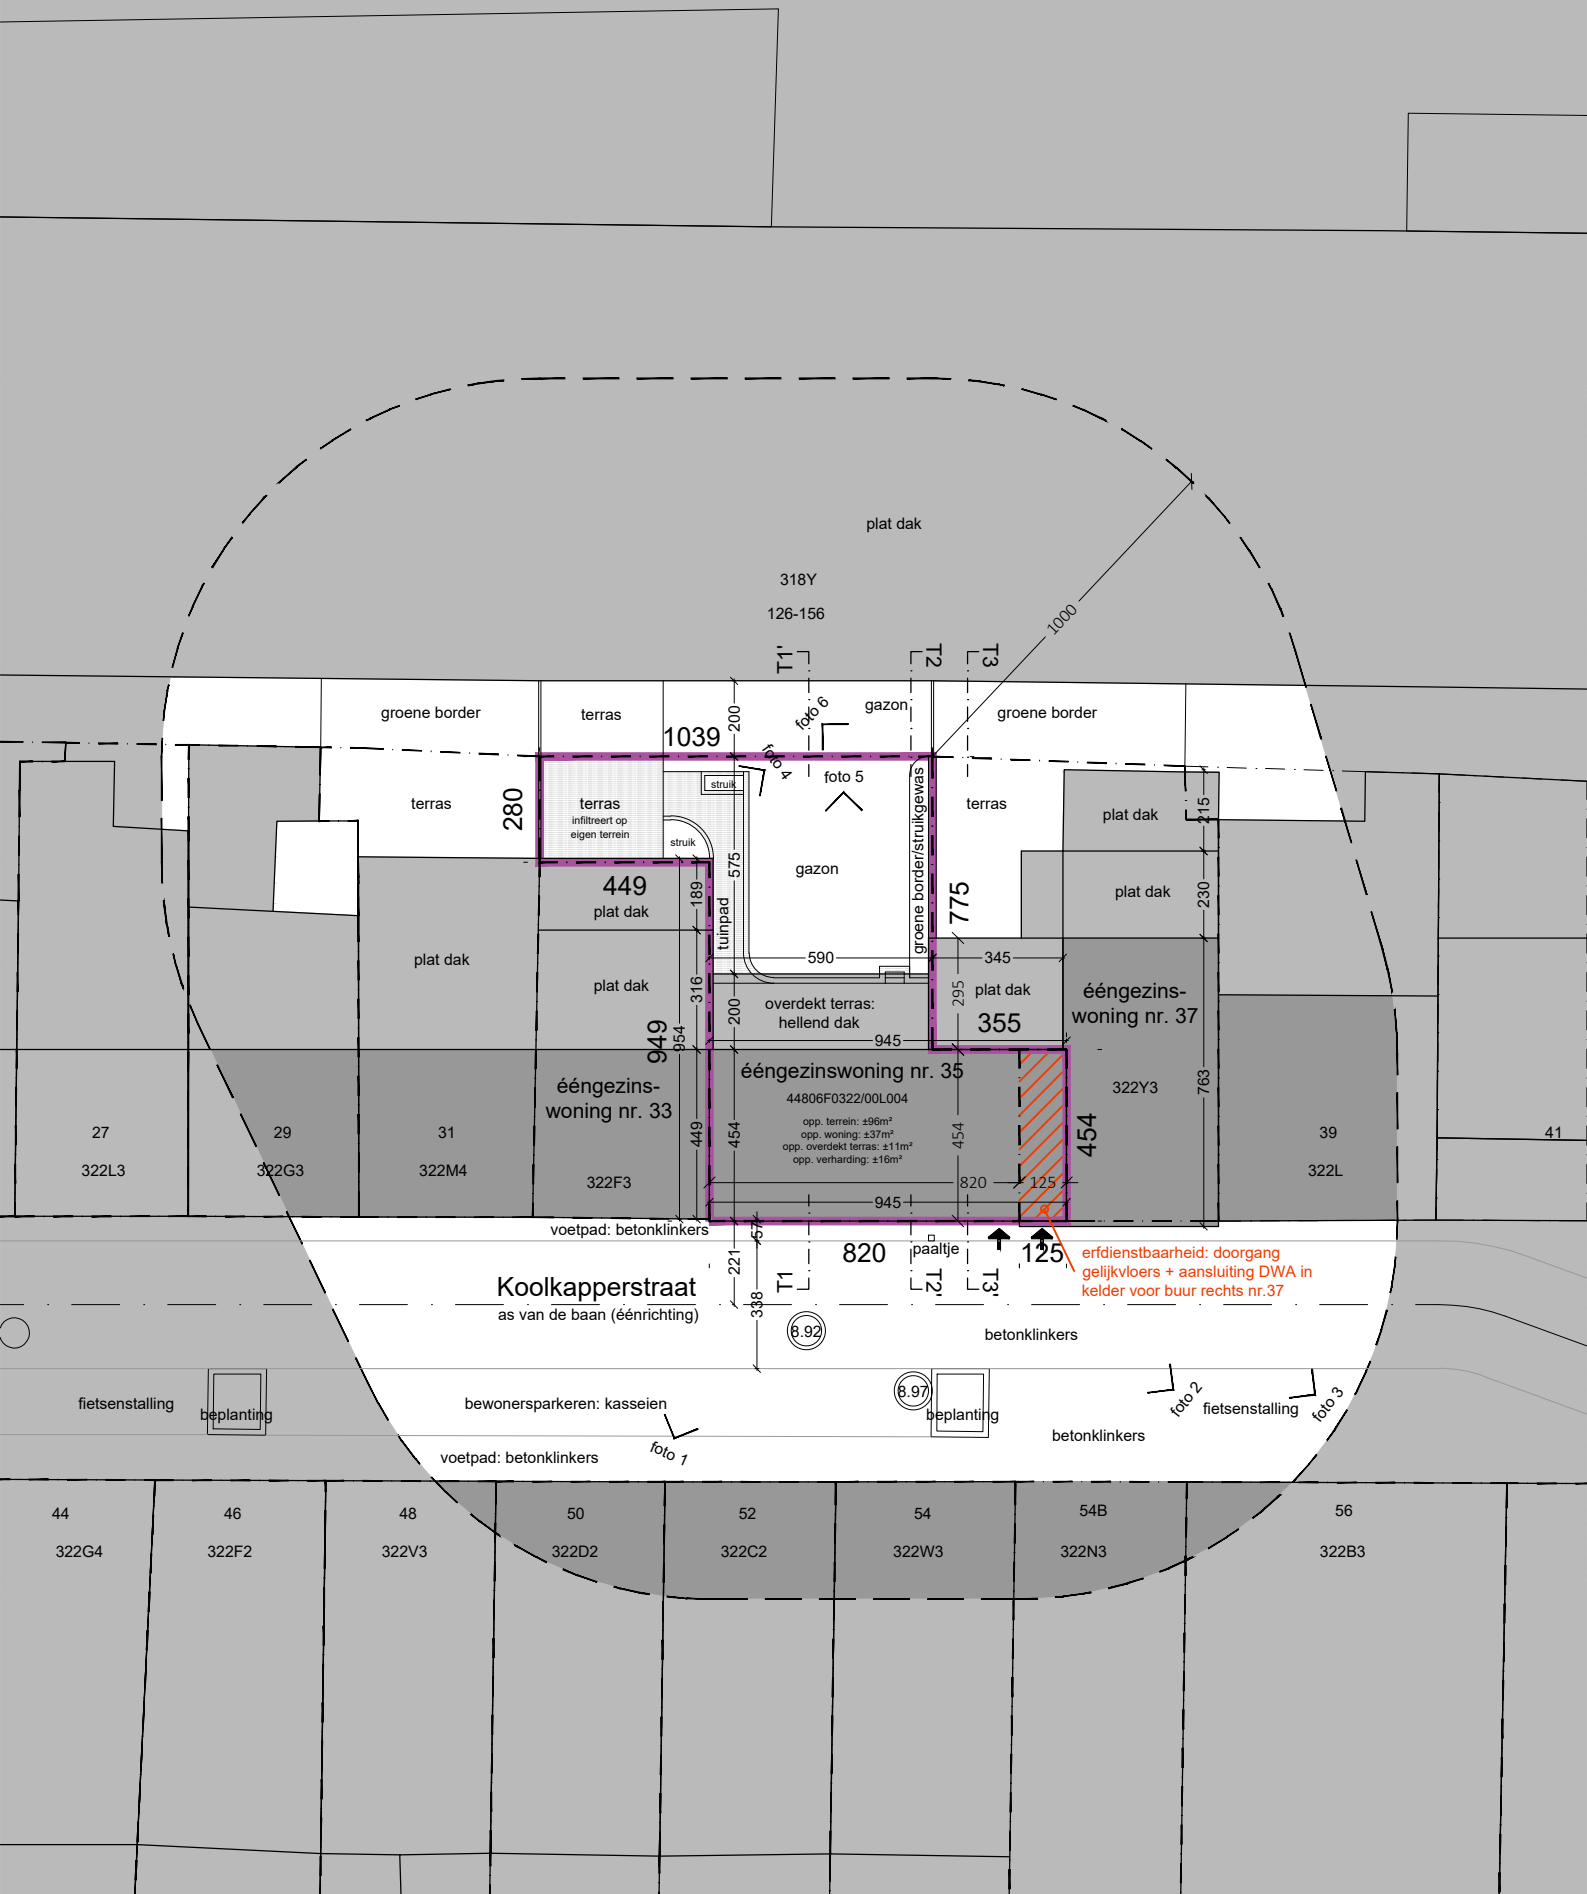 plat dak
318Y
126-156
1000
T1'
T2
T3
groene border
terras
200
foto 6
gazon
groene border
1039
foto 4
foto 5
280
terras
terras
infiltreert op
eigen terrein
struik
struik
575
gazon
groene border/struikgewas
terras
plat dak
215
449
plat dak
189
tuinpad
775
plat dak
230
plat dak
590
345
plat dak
316
949
954
200
overdekt terras:
hellend dak
295
plat dak
355
ééngezins-
woning nr. 37
945
ééngezinswoning nr. 35
44806F0322/00L004
opp. terrein: ±96m²
opp. woning: ±37m²
opp. overdekt terras: ±11m²
opp. verharding: ±16m²
ééngezins-
woning nr. 33
322Y3
763
27
322L3
29
322G3
31
322M4
322F3
449
454
454
454
39
322L
41
820
125
945
voetpad: betonklinkers
57
221
338
820
paaltje
125
erfdienstbaarheid: doorgang
gelijkvloers + aansluiting DWA in
kelder voor buur rechts nr.37
Koolkapperstraat
as van de baan (éénrichting)
T1
T2'
T3'
8.92
betonklinkers
fietsenstalling
beplanting
bewonersparkeren: kasseien
foto 1
8.97
beplanting
foto 2
fietsenstalling
foto 3
betonklinkers
voetpad: betonklinkers
44
322G4
46
322F2
48
322V3
50
322D2
52
322C2
54
322W3
54B
322N3
56
322B3